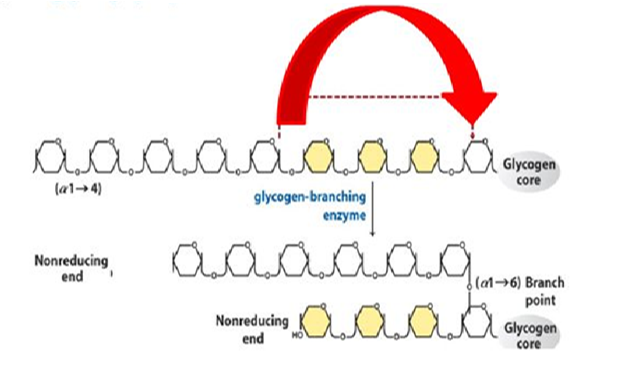 Glycogen
core
(α1→4)
glycogen-branching
enzyme
Nonreducing
end
(α1→6) Branch
point
Nonreducing
end
HO
Glycogen
core